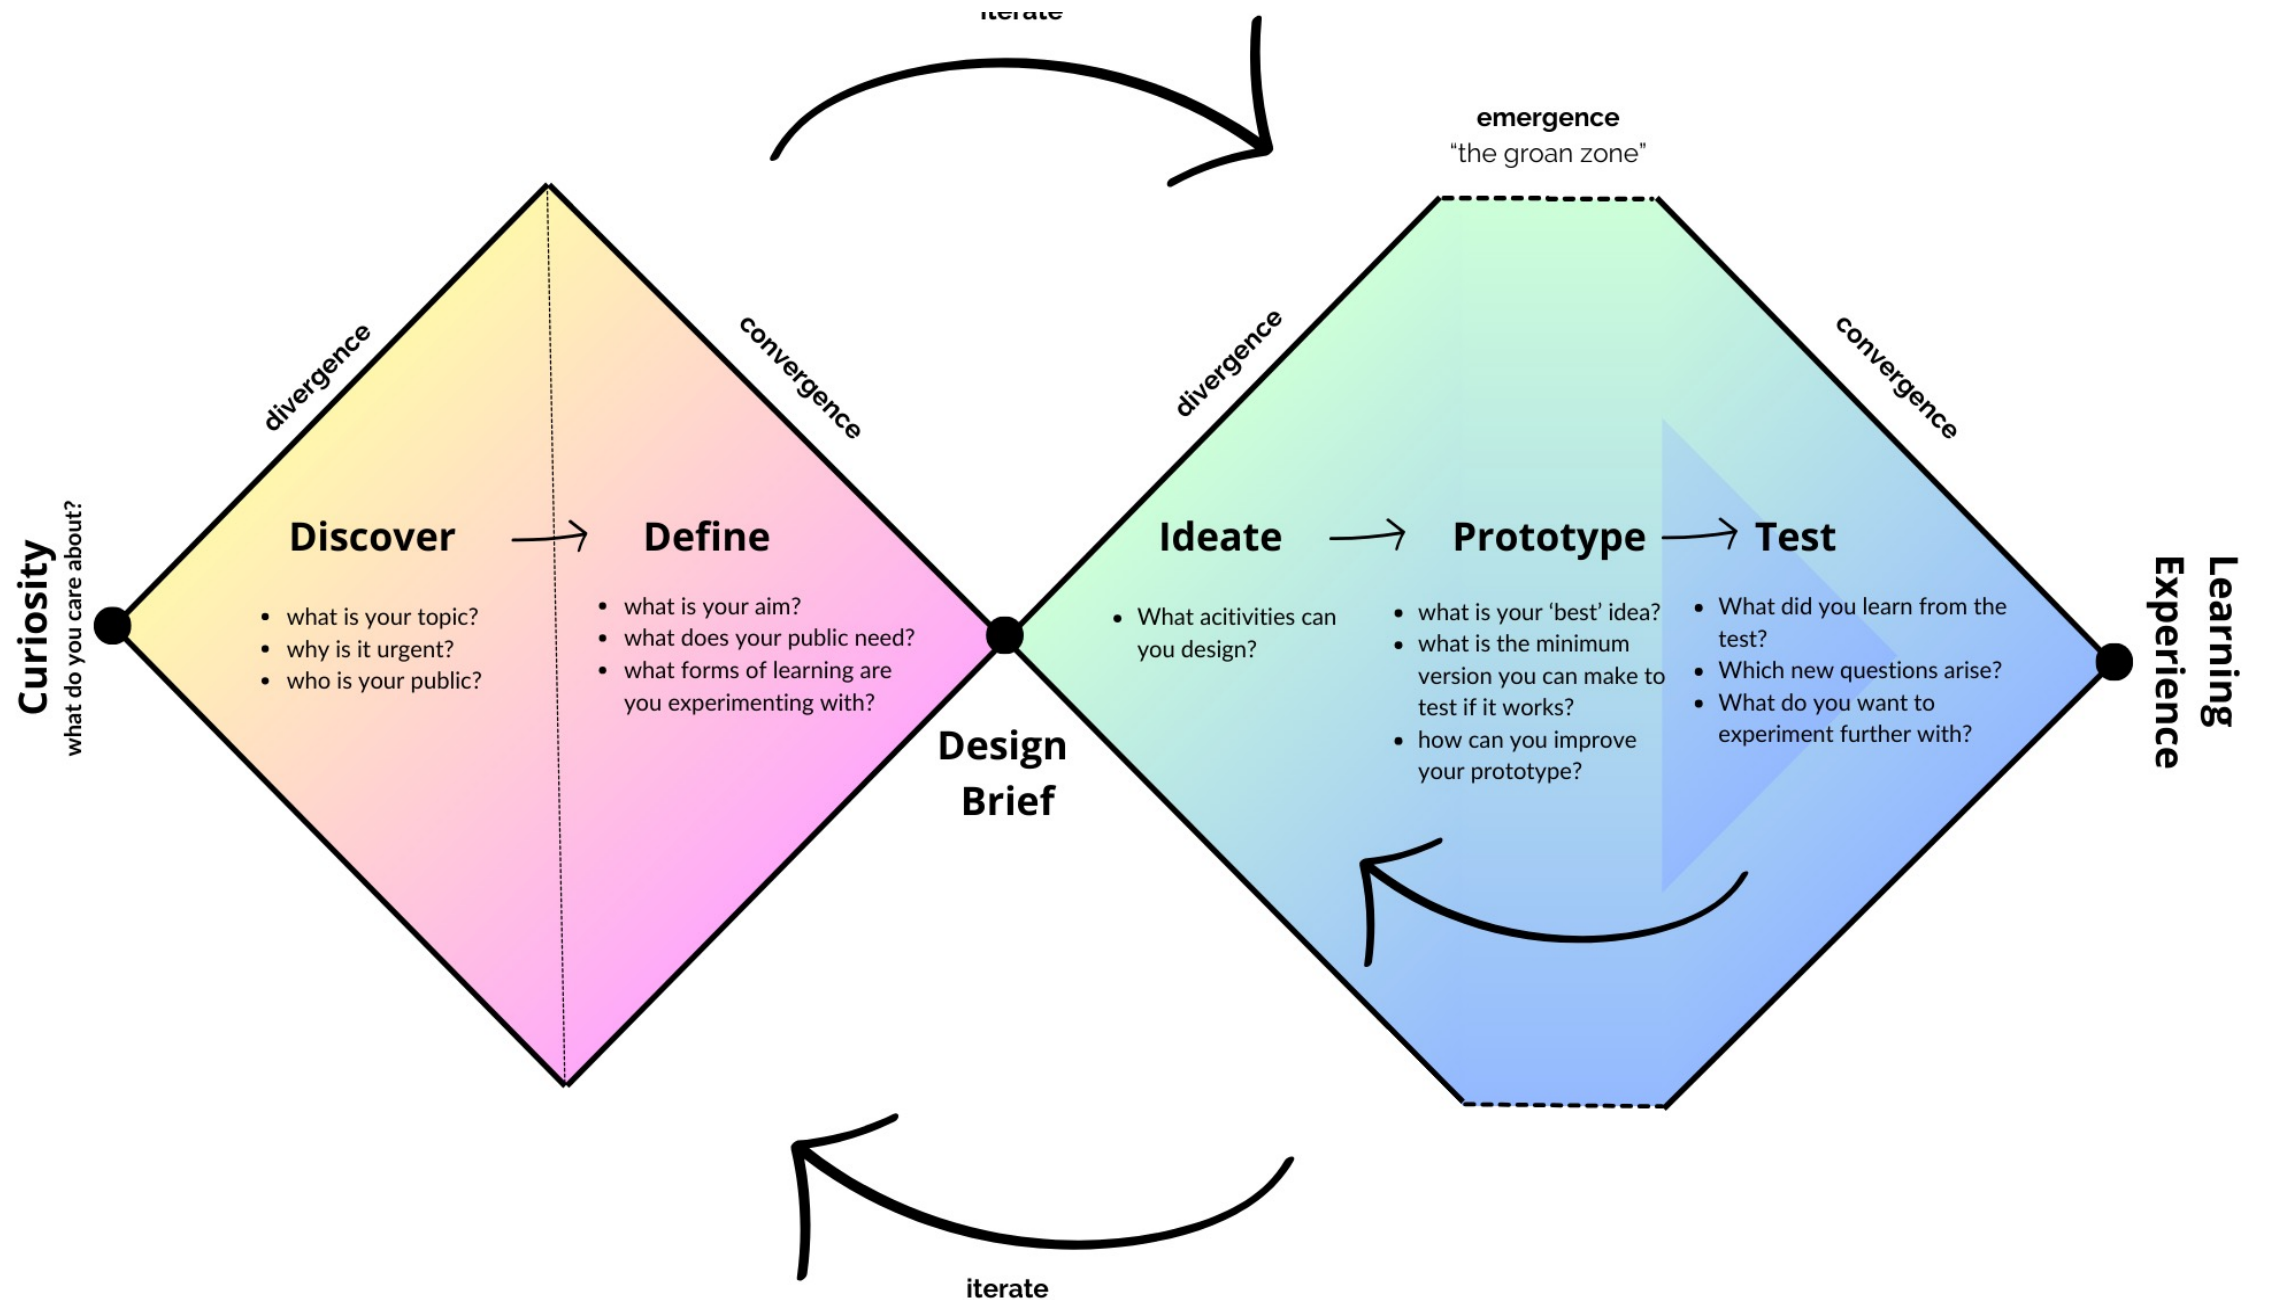 iterate
emergence
“the groan zone”
divergence
convergence
divergence
convergence
Curiosity
what do you care about?
Discover
what is your topic?
why is it urgent?
who is your public?
Define
what is your aim?
what does your public need?
what forms of learning are
you experimenting with?
Design
Brief
Ideate
What acitivities can
you design?
Prototype
what is your ‘best’ idea?
what is the minimum
version you can make to
test if it works?
how can you improve
your prototype?
Test
What did you learn from the
test?
Which new questions arise?
What do you want to
experiment further with?
Learning
Experience
iterate